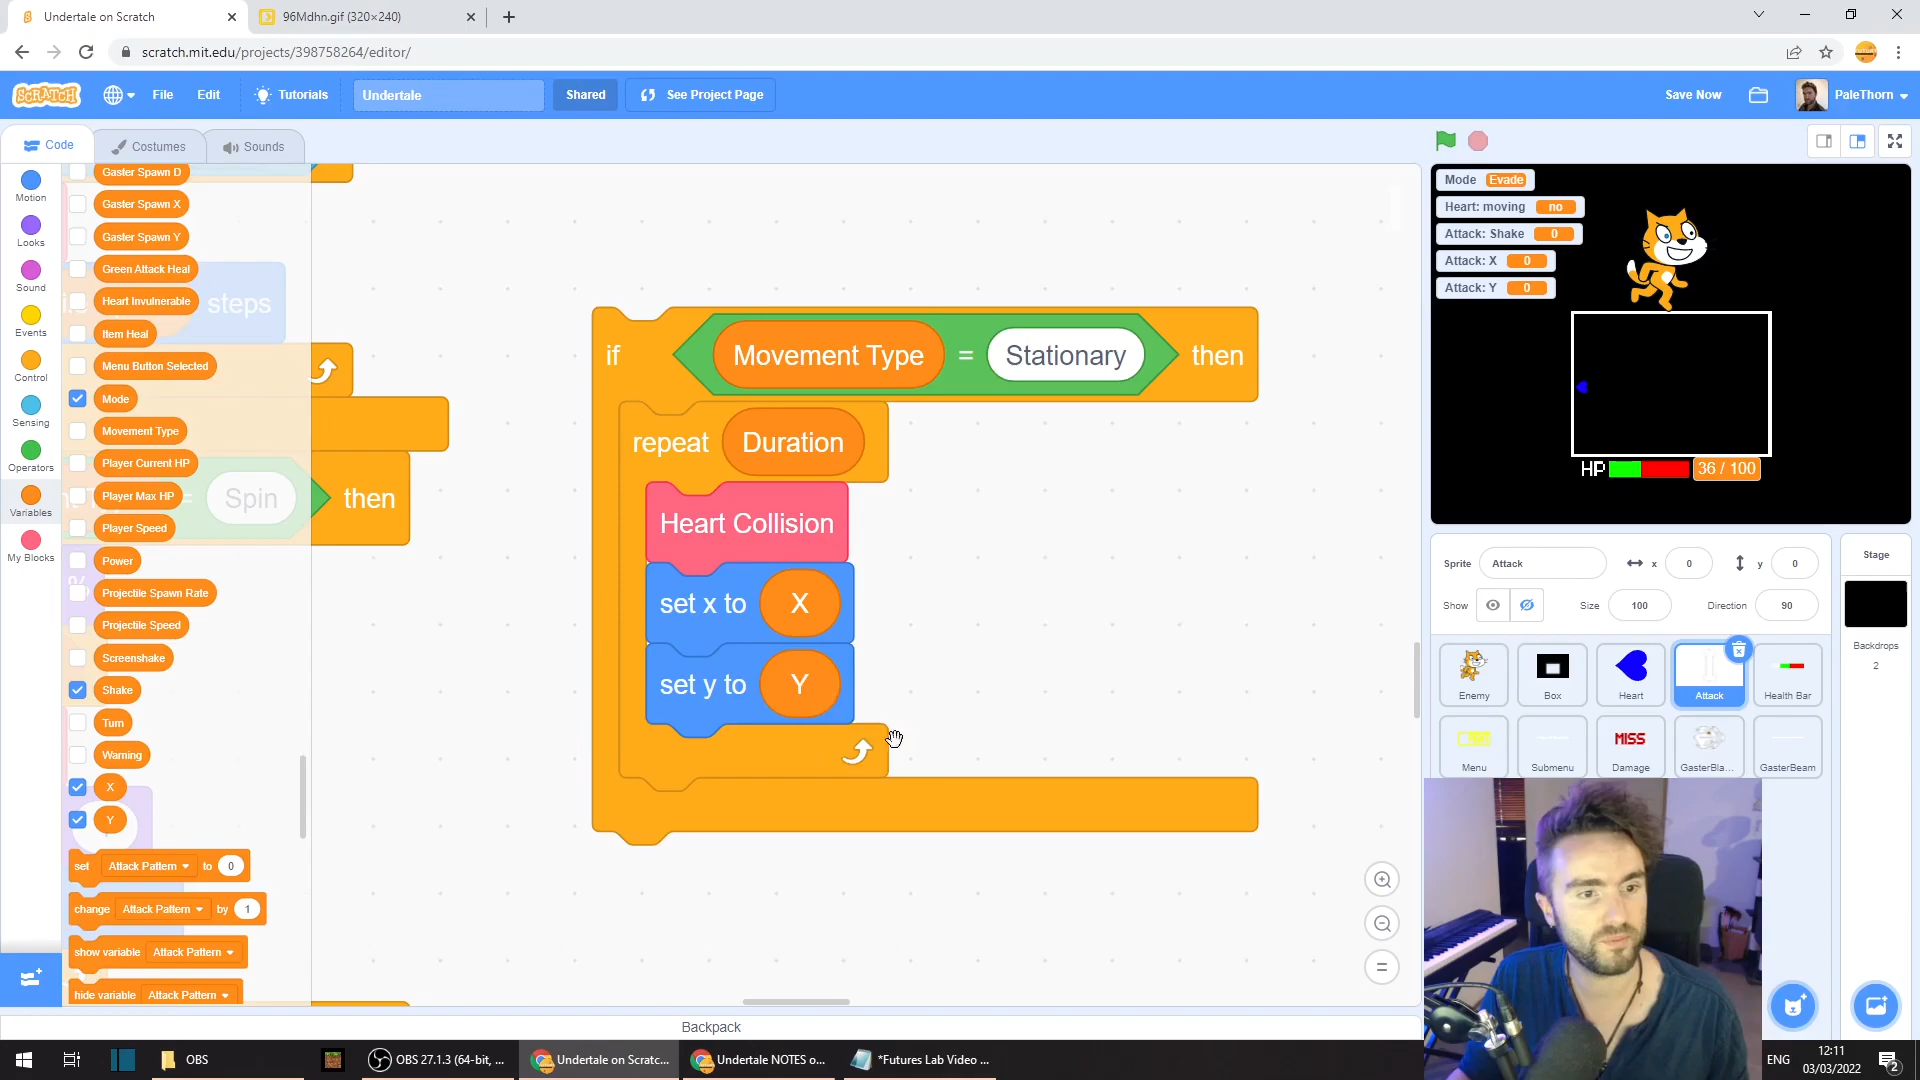 Undertale on Scratch
96Mdhn.gif (320×240)
scratch.mit.edu/projects/398758264/editor/
SCRATCH
File
Edit
Tutorials
Undertale
Shared
See Project Page
Save Now
PaleThorn
Code
Costumes
Sounds
Motion
Looks
Sound
Events
Control
Sensing
Operators
Variables
My Blocks
Gaster Spawn D
Gaster Spawn X
Gaster Spawn Y
Green Attack Heal
Heart Invulnerable
Item Heal
Menu Button Selected
Mode
Movement Type
Player Current HP
Player Max HP
Player Speed
Power
Projectile Spawn Rate
Projectile Speed
Screenshake
Shake
Turn
Warning
X
Y
set Attack Pattern to 0
change Attack Pattern by 1
show variable Attack Pattern
hide variable Attack Pattern
steps
= Spin then
if Movement Type = Stationary then
repeat Duration
Heart Collision
set x to X
set y to Y
Mode Evade
Heart: moving no
Attack: Shake 0
Attack: X 0
Attack: Y 0
HP 36 / 100
Sprite Attack x 0 y 0
Show Size 100 Direction 90
Stage
Backdrops
2
Enemy
Box
Heart
Attack
Health Bar
Menu
Submenu
MISS
Damage
GasterBla...
GasterBeam
Backpack
OBS
OBS 27.1.3 (64-bit, ...
Undertale on Scratc...
Undertale NOTES o...
*Futures Lab Video ...
ENG
12:11
03/03/2022
2